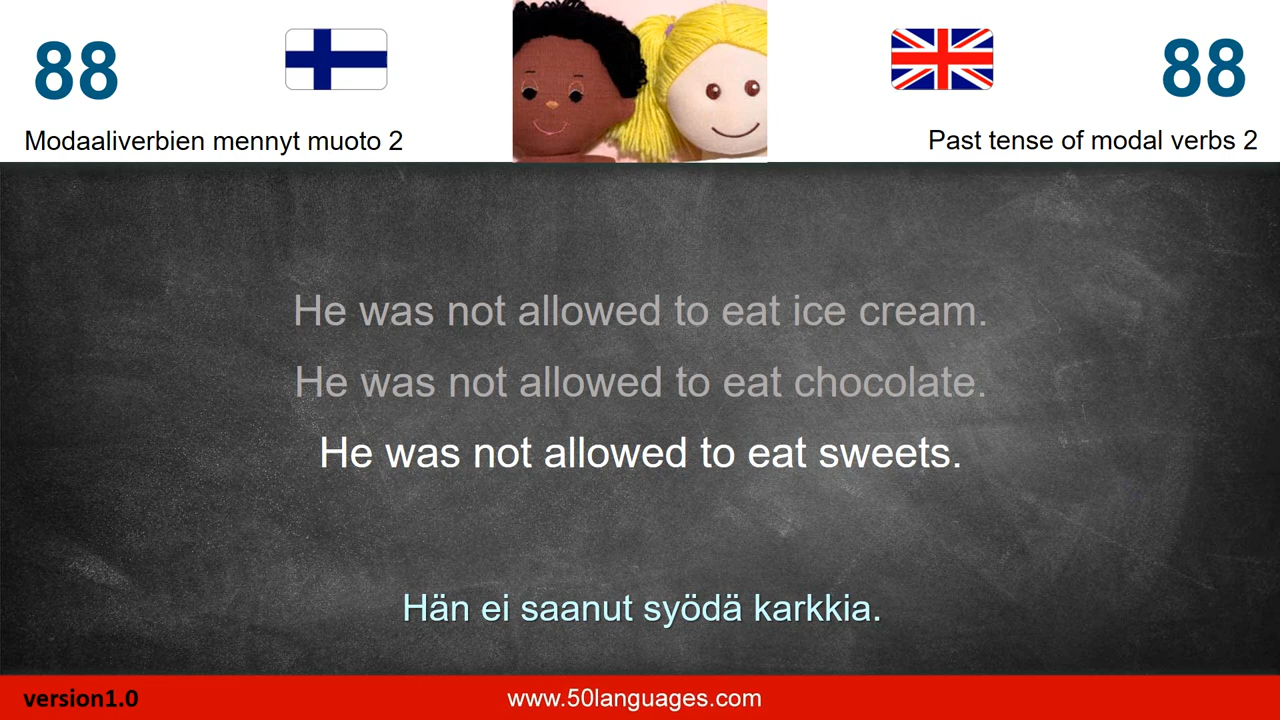 88
88
Modaaliverbien mennyt muoto 2
Past tense of modal verbs 2
He was not allowed to eat ice cream.
He was not allowed to eat chocolate.
He was not allowed to eat sweets.
Hän ei saanut syödä karkkia.
version1.0
www.50languages.com